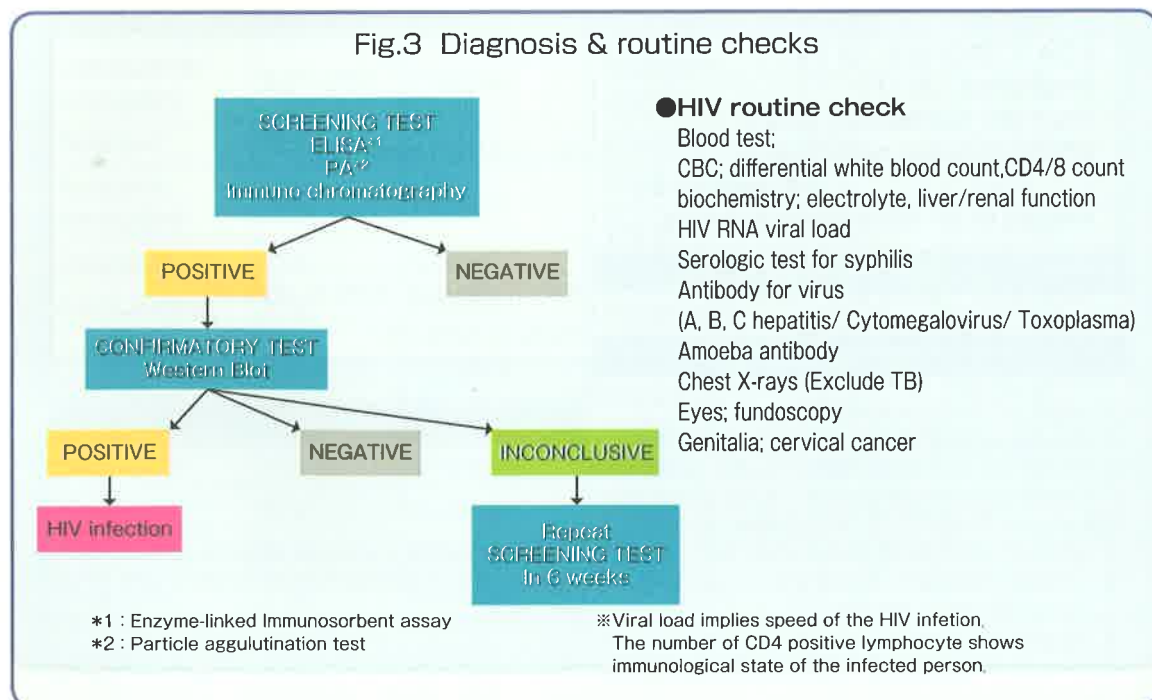 Fig.3 Diagnosis & routine checks
SCREENING TEST
ELISA*1
PA*2
Immuno chromatography
POSITIVE
NEGATIVE
CONFIRMATORY TEST
Western Blot
POSITIVE
NEGATIVE
INCONCLUSIVE
HIV infection
Repeat
SCREENING TEST
In 6 weeks
*1 : Enzyme-linked Immunosorbent assay
*2 : Particle aggulutination test
●HIV routine check
Blood test;
CBC; differential white blood count,CD4/8 count
biochemistry; electrolyte, liver/renal function
HIV RNA viral load
Serologic test for syphilis
Antibody for virus
(A, B, C hepatitis/ Cytomegalovirus/ Toxoplasma)
Amoeba antibody
Chest X-rays (Exclude TB)
Eyes; fundoscopy
Genitalia; cervical cancer
※Viral load implies speed of the HIV infetion.
The number of CD4 positive lymphocyte shows
immunological state of the infected person.